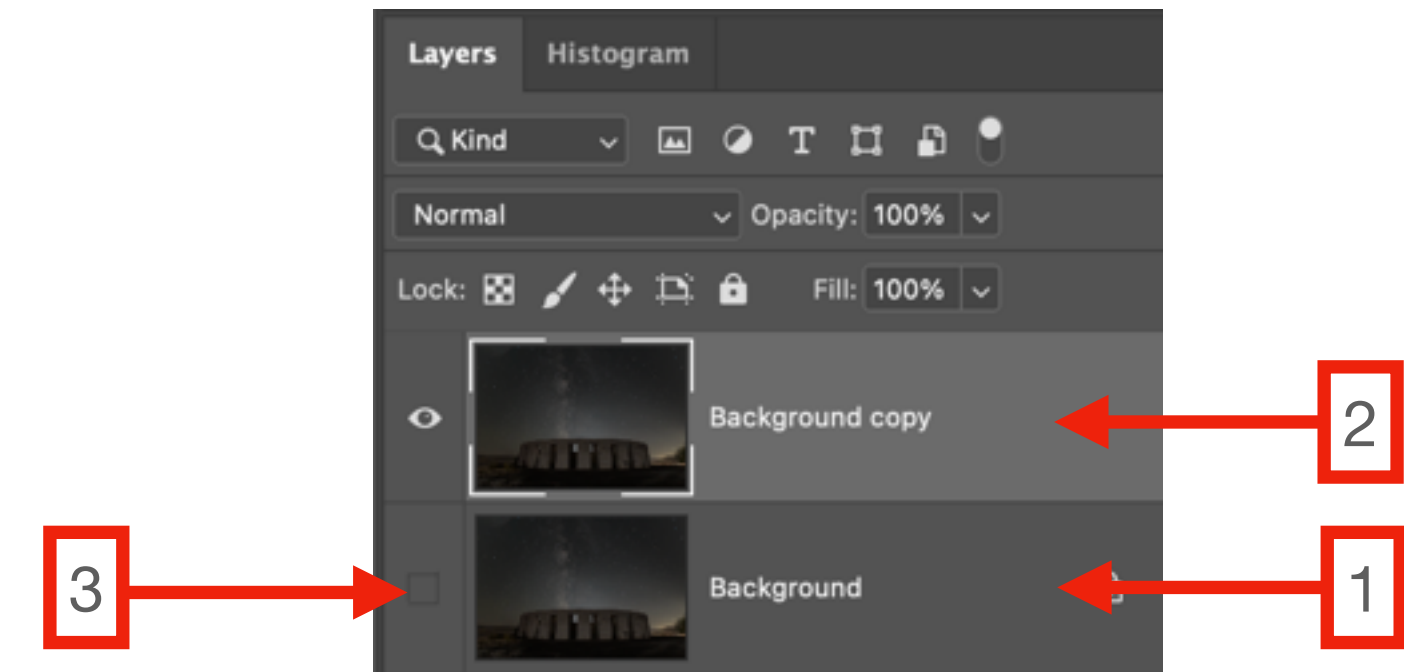 Layers Histogram
Kind
Normal Opacity: 100%
Lock: Fill: 100%
Background copy 2
3 Background 1